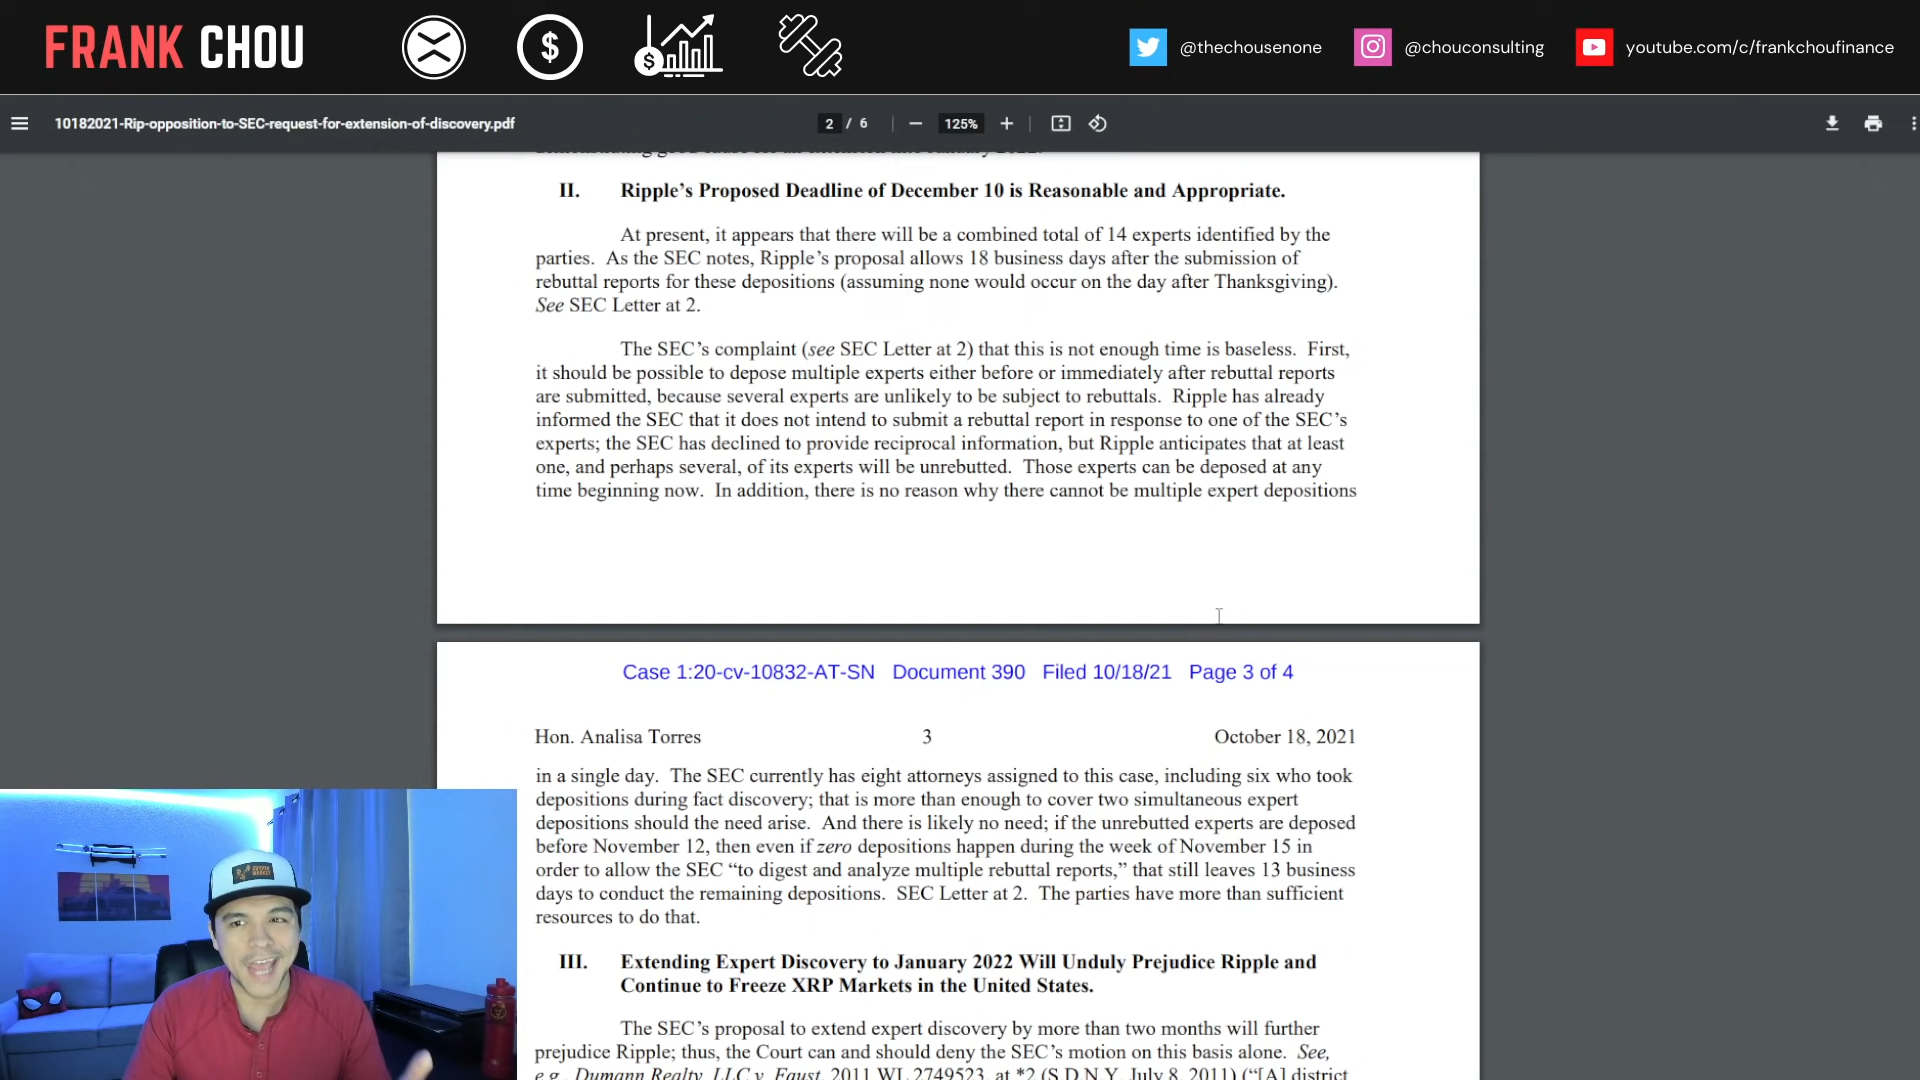 FRANK CHOU
@thechousenone
@chouconsulting
youtube.com/c/frankchoufinance
10182021-Rip-opposition-to-SEC-request-for-extension-of-discovery.pdf
2 / 6
125%
II. Ripple's Proposed Deadline of December 10 is Reasonable and Appropriate.
At present, it appears that there will be a combined total of 14 experts identified by the
parties. As the SEC notes, Ripple's proposal allows 18 business days after the submission of
rebuttal reports for these depositions (assuming none would occur on the day after Thanksgiving).
See SEC Letter at 2.
The SEC's complaint (see SEC Letter at 2) that this is not enough time is baseless. First,
it should be possible to depose multiple experts either before or immediately after rebuttal reports
are submitted, because several experts are unlikely to be subject to rebuttals. Ripple has already
informed the SEC that it does not intend to submit a rebuttal report in response to one of the SEC's
experts; the SEC has declined to provide reciprocal information, but Ripple anticipates that at least
one, and perhaps several, of its experts will be unrebutted. Those experts can be deposed at any
time beginning now. In addition, there is no reason why there cannot be multiple expert depositions
Case 1:20-cv-10832-AT-SN Document 390 Filed 10/18/21 Page 3 of 4
Hon. Analisa Torres 3 October 18, 2021
in a single day. The SEC currently has eight attorneys assigned to this case, including six who took
depositions during fact discovery; that is more than enough to cover two simultaneous expert
depositions should the need arise. And there is likely no need; if the unrebutted experts are deposed
before November 12, then even if zero depositions happen during the week of November 15 in
order to allow the SEC “to digest and analyze multiple rebuttal reports,” that still leaves 13 business
days to conduct the remaining depositions. SEC Letter at 2. The parties have more than sufficient
resources to do that.
III. Extending Expert Discovery to January 2022 Will Unduly Prejudice Ripple and
Continue to Freeze XRP Markets in the United States.
The SEC's proposal to extend expert discovery by more than two months will further
prejudice Ripple; thus, the Court can and should deny the SEC's motion on this basis alone. See,
e.g., Dumann Realty, LLC v. Faust, 2011 WL 2749523, at *2 (S.D.N.Y. July 8, 2011) (“[A] district